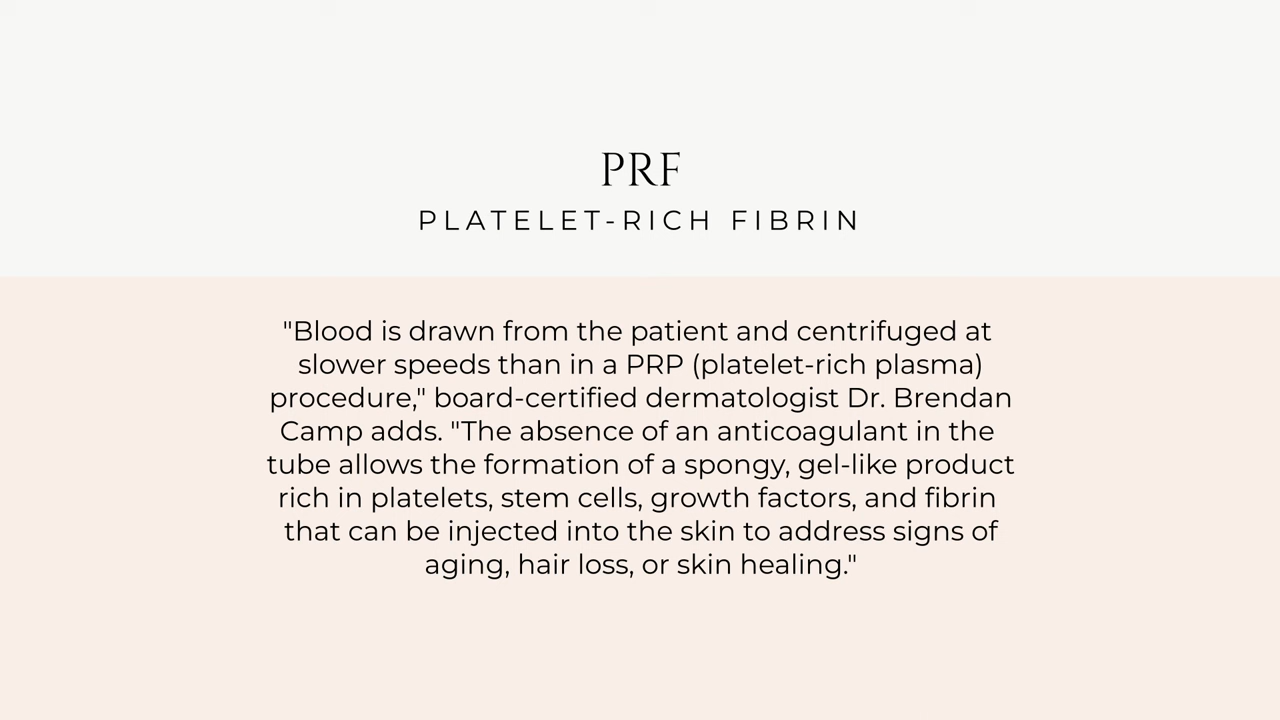 PRF
PLATELET-RICH FIBRIN
"Blood is drawn from the patient and centrifuged at
slower speeds than in a PRP (platelet-rich plasma)
procedure," board-certified dermatologist Dr. Brendan
Camp adds. "The absence of an anticoagulant in the
tube allows the formation of a spongy, gel-like product
rich in platelets, stem cells, growth factors, and fibrin
that can be injected into the skin to address signs of
aging, hair loss, or skin healing."